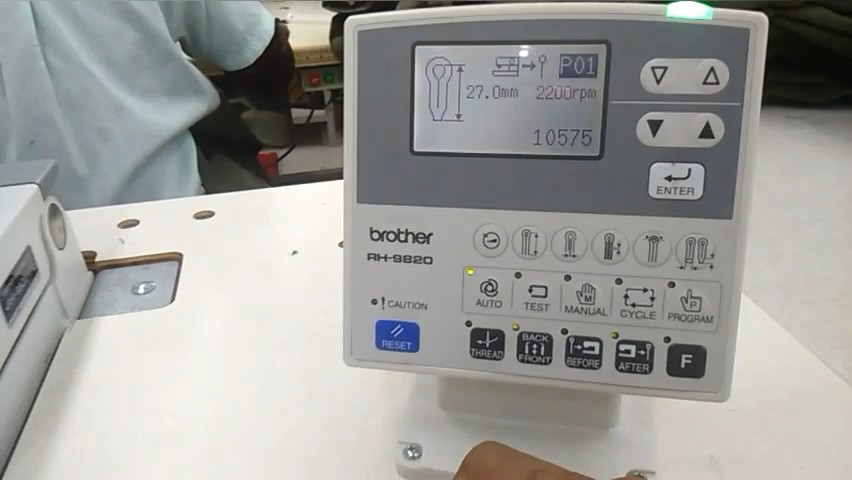 P01
27.0mm 2200rpm
10575
ENTER
brother
RH-9820
! CAUTION
RESET
AUTO
TEST
M
MANUAL
CYCLE
P
PROGRAM
THREAD
BACK
FRONT
BEFORE
AFTER
F